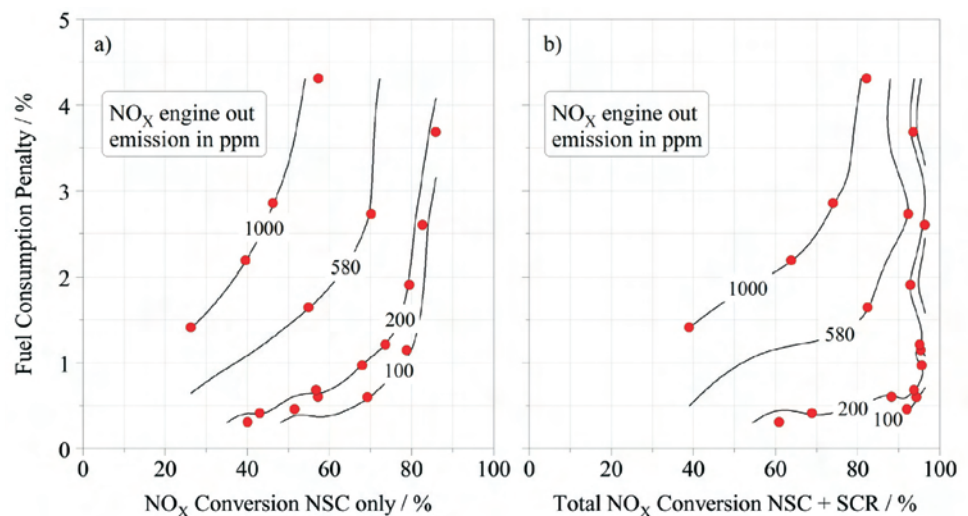 a)
NOX engine out
emission in ppm
1000
580
200
100
5
4
3
2
1
0
Fuel Consumption Penalty / %
0 20 40 60 80 100
NOX Conversion NSC only / %
b)
NOX engine out
emission in ppm
1000
580
200
100
0 20 40 60 80 100
Total NOX Conversion NSC + SCR / %